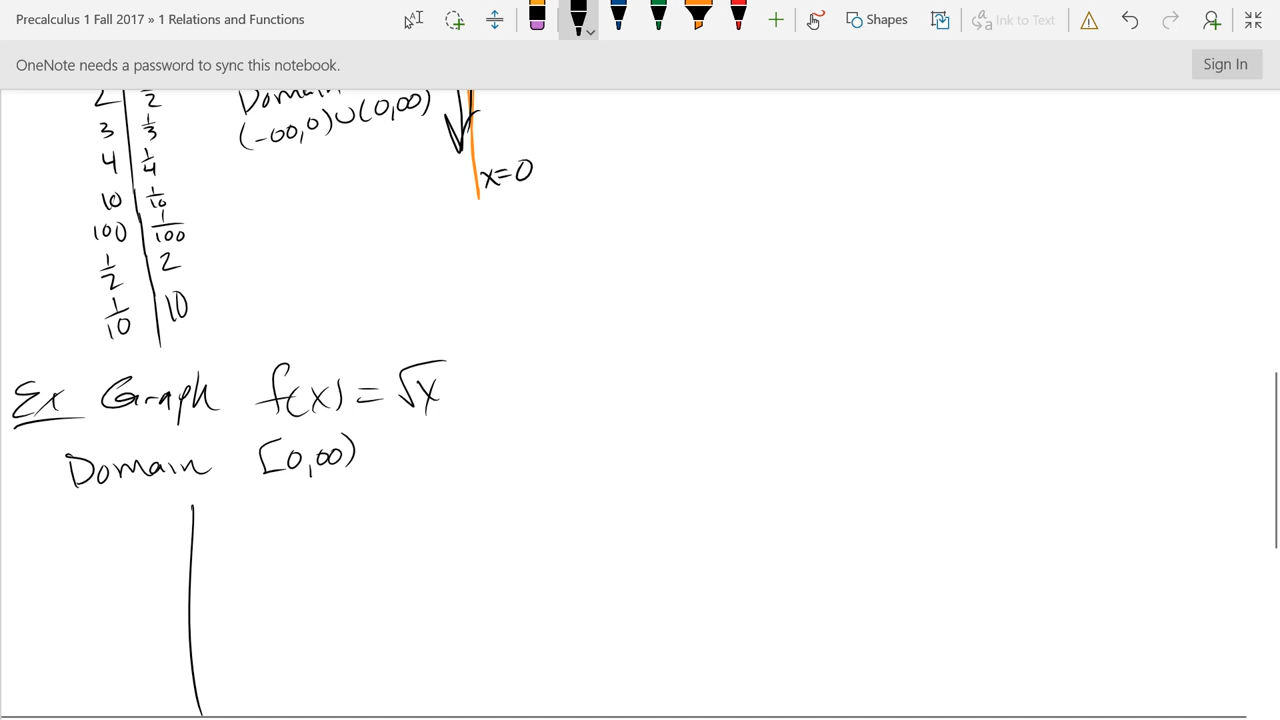 Precalculus 1 Fall 2017 » 1 Relations and Functions
Shapes
Ink to Text
OneNote needs a password to sync this notebook.
Sign In
2 | 1/2
Domain
3 | 1/3
(-∞,0)∪(0,∞)
4 | 1/4
x=0
10 | 1/10
100 | 1/100
1/2 | 2
1/10 | 10
Ex Graph f(x) = √x
Domain [0,∞)